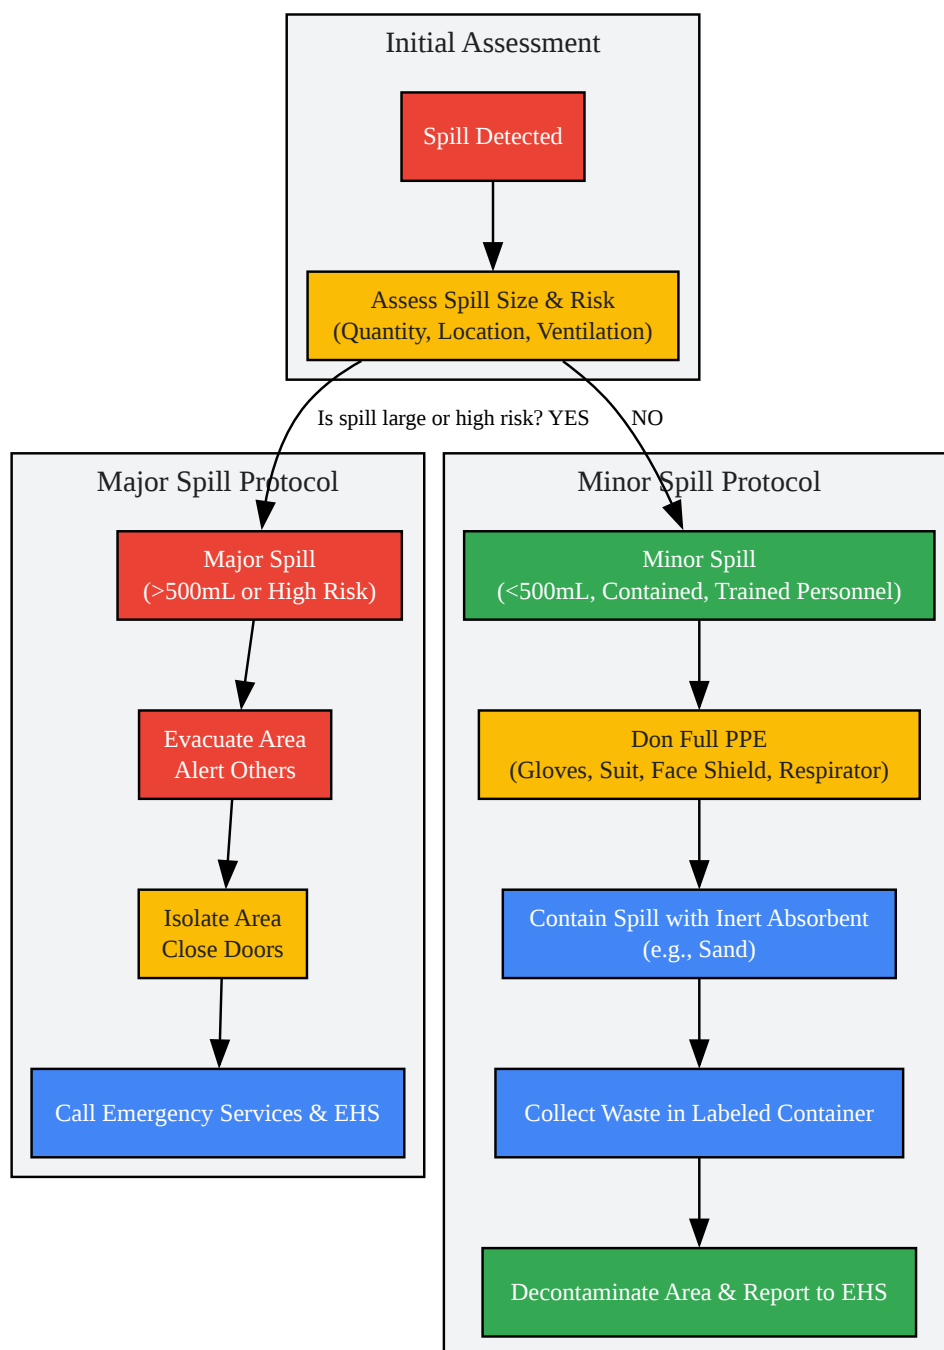 Initial Assessment
Spill Detected
Assess Spill Size & Risk
(Quantity, Location, Ventilation)
Is spill large or high risk? YES
NO
Major Spill Protocol
Major Spill
(>500mL or High Risk)
Evacuate Area
Alert Others
Isolate Area
Close Doors
Call Emergency Services & EHS
Minor Spill Protocol
Minor Spill
(<500mL, Contained, Trained Personnel)
Don Full PPE
(Gloves, Suit, Face Shield, Respirator)
Contain Spill with Inert Absorbent
(e.g., Sand)
Collect Waste in Labeled Container
Decontaminate Area & Report to EHS